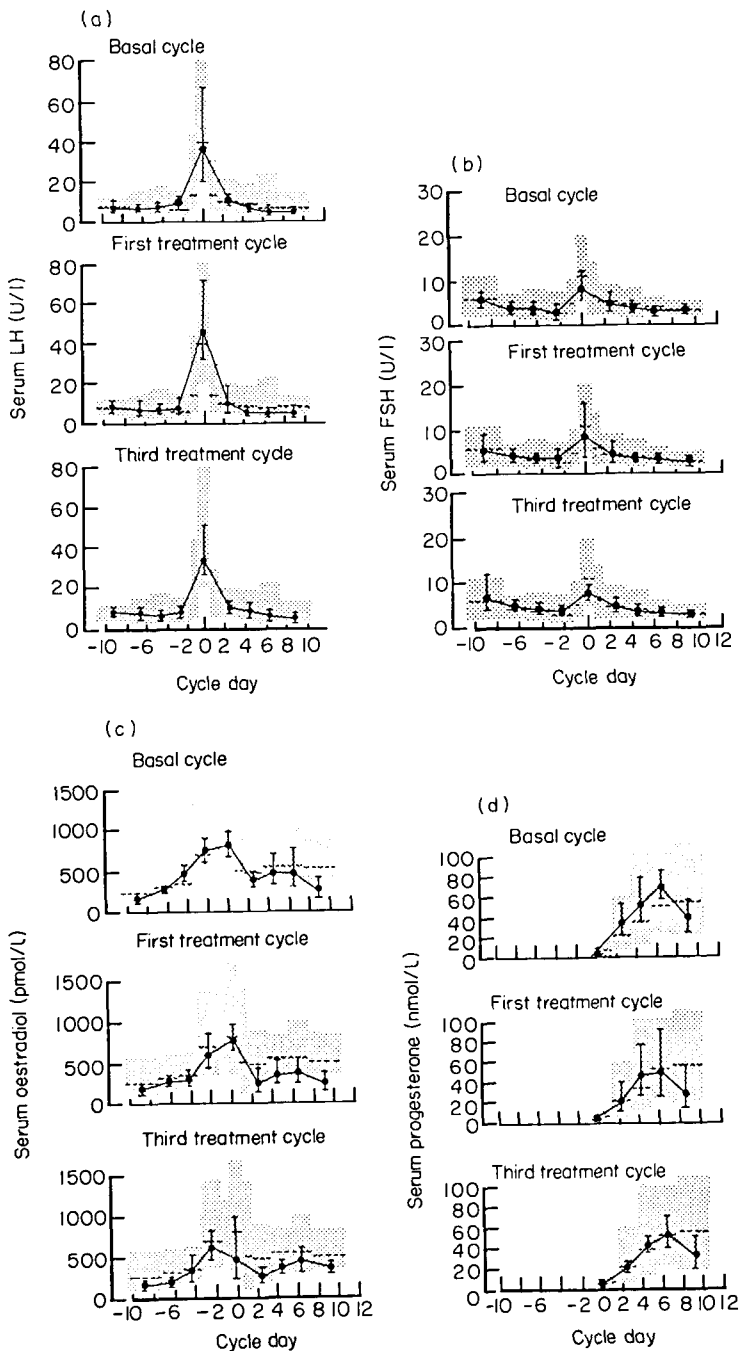 (a)
Basal cycle
80
60
40
20
0
First treatment cycle
80
60
40
20
0
Third treatment cycle
80
60
40
20
0
-10 -6 -2 0 2 6 10
Cycle day
Serum LH (U/l)
(b)
30
Basal cycle
20
10
0
First treatment cycle
30
20
10
0
Third treatment cycle
30
20
10
0
-10 -8 -6 -4 -2 0 2 4 6 8 10 12
Cycle day
Serum FSH (U/l)
(c)
Basal cycle
1500
1000
500
0
First treatment cycle
1500
1000
500
0
Third treatment cycle
1500
1000
500
0
-10 -8 -6 -4 -2 0 2 4 6 8 10 12
Cycle day
Serum oestradiol (pmol/L)
(d)
Basal cycle
100
80
60
40
20
0
First treatment cycle
100
80
60
40
20
0
Third treatment cycle
100
80
60
40
20
0
-10 -8 -6 -4 -2 0 2 4 6 8 10 12
Cycle day
Serum progesterone (nmol/L)